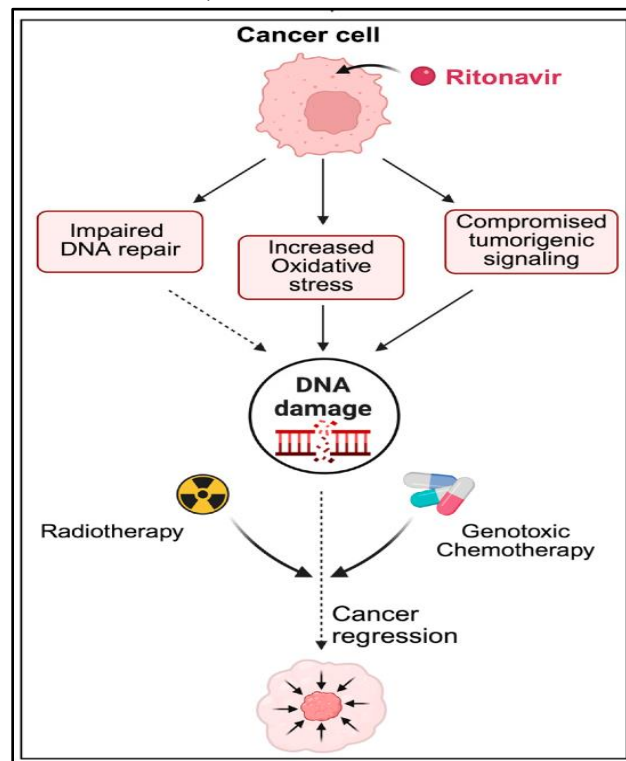 Cancer cell
Ritonavir
Impaired
DNA repair
Increased
Oxidative
stress
Compromised
tumorigenic
signaling
DNA
damage
Radiotherapy
Genotoxic
Chemotherapy
Cancer
regression